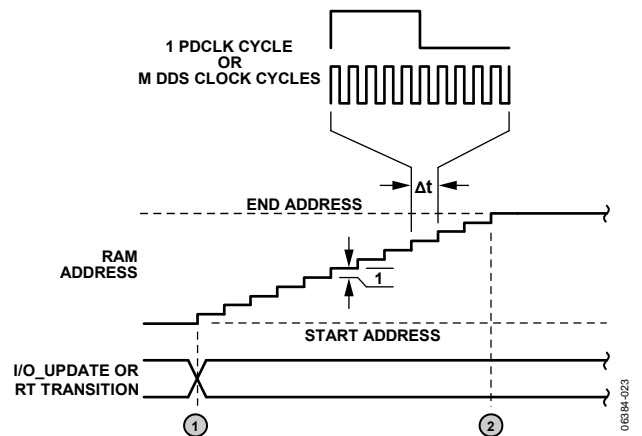 1 PDCLK CYCLE
OR
M DDS CLOCK CYCLES
Δt
END ADDRESS
RAM
ADDRESS
1
START ADDRESS
I/O_UPDATE OR
RT TRANSITION
1
2
06384-023